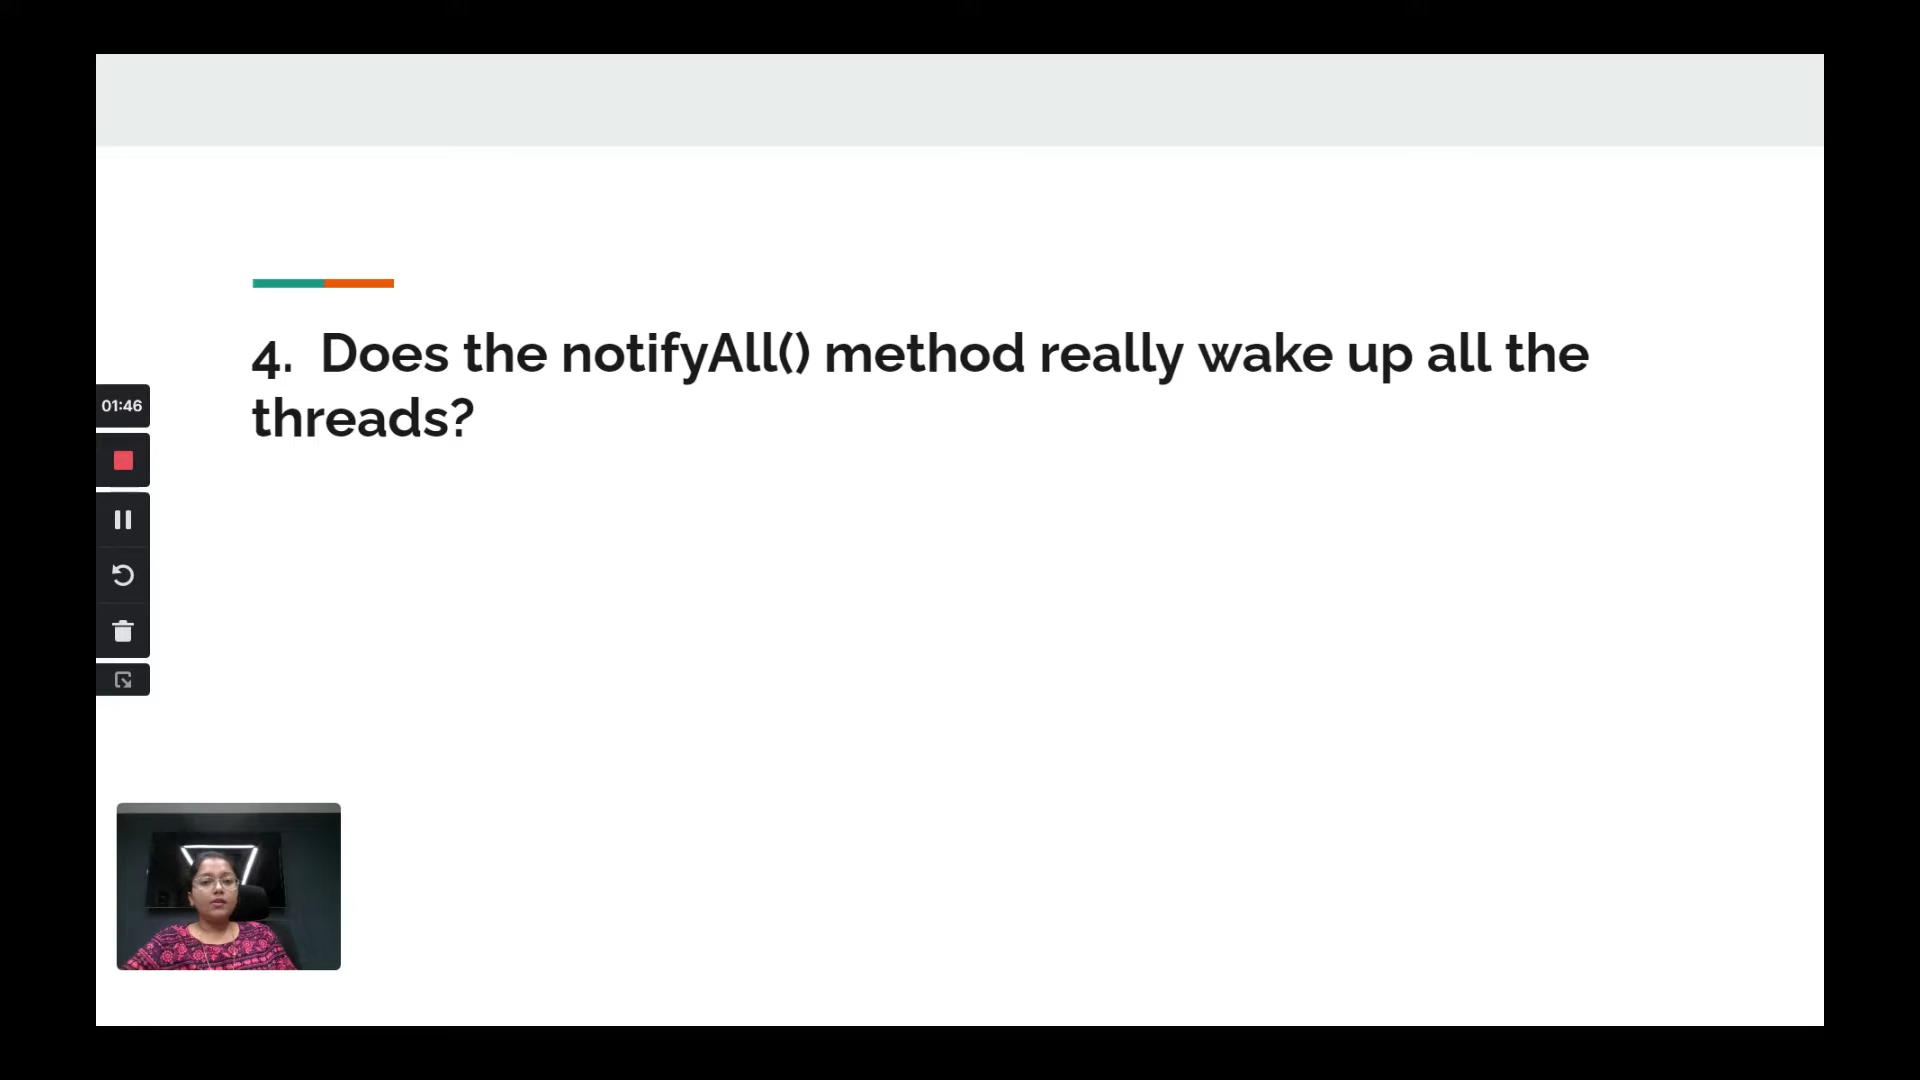 4. Does the notifyAll() method really wake up all the
threads?
01:46